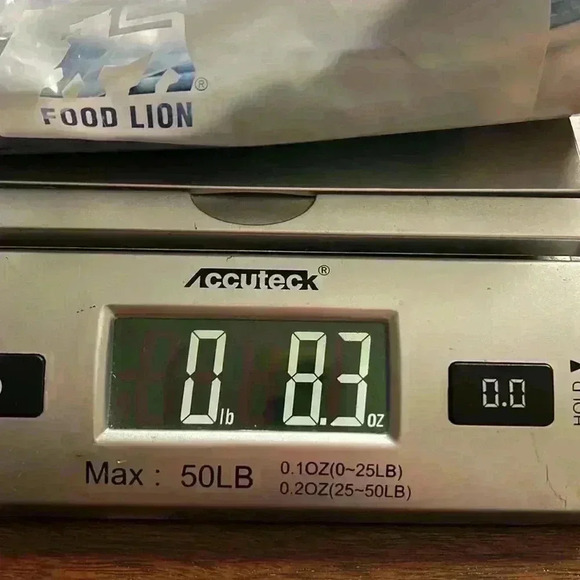 FOOD LION®
Accuteck®
0 lb 8.3 oz
0.0
HOLD
Max : 50LB
0.1OZ(0~25LB)
0.2OZ(25~50LB)